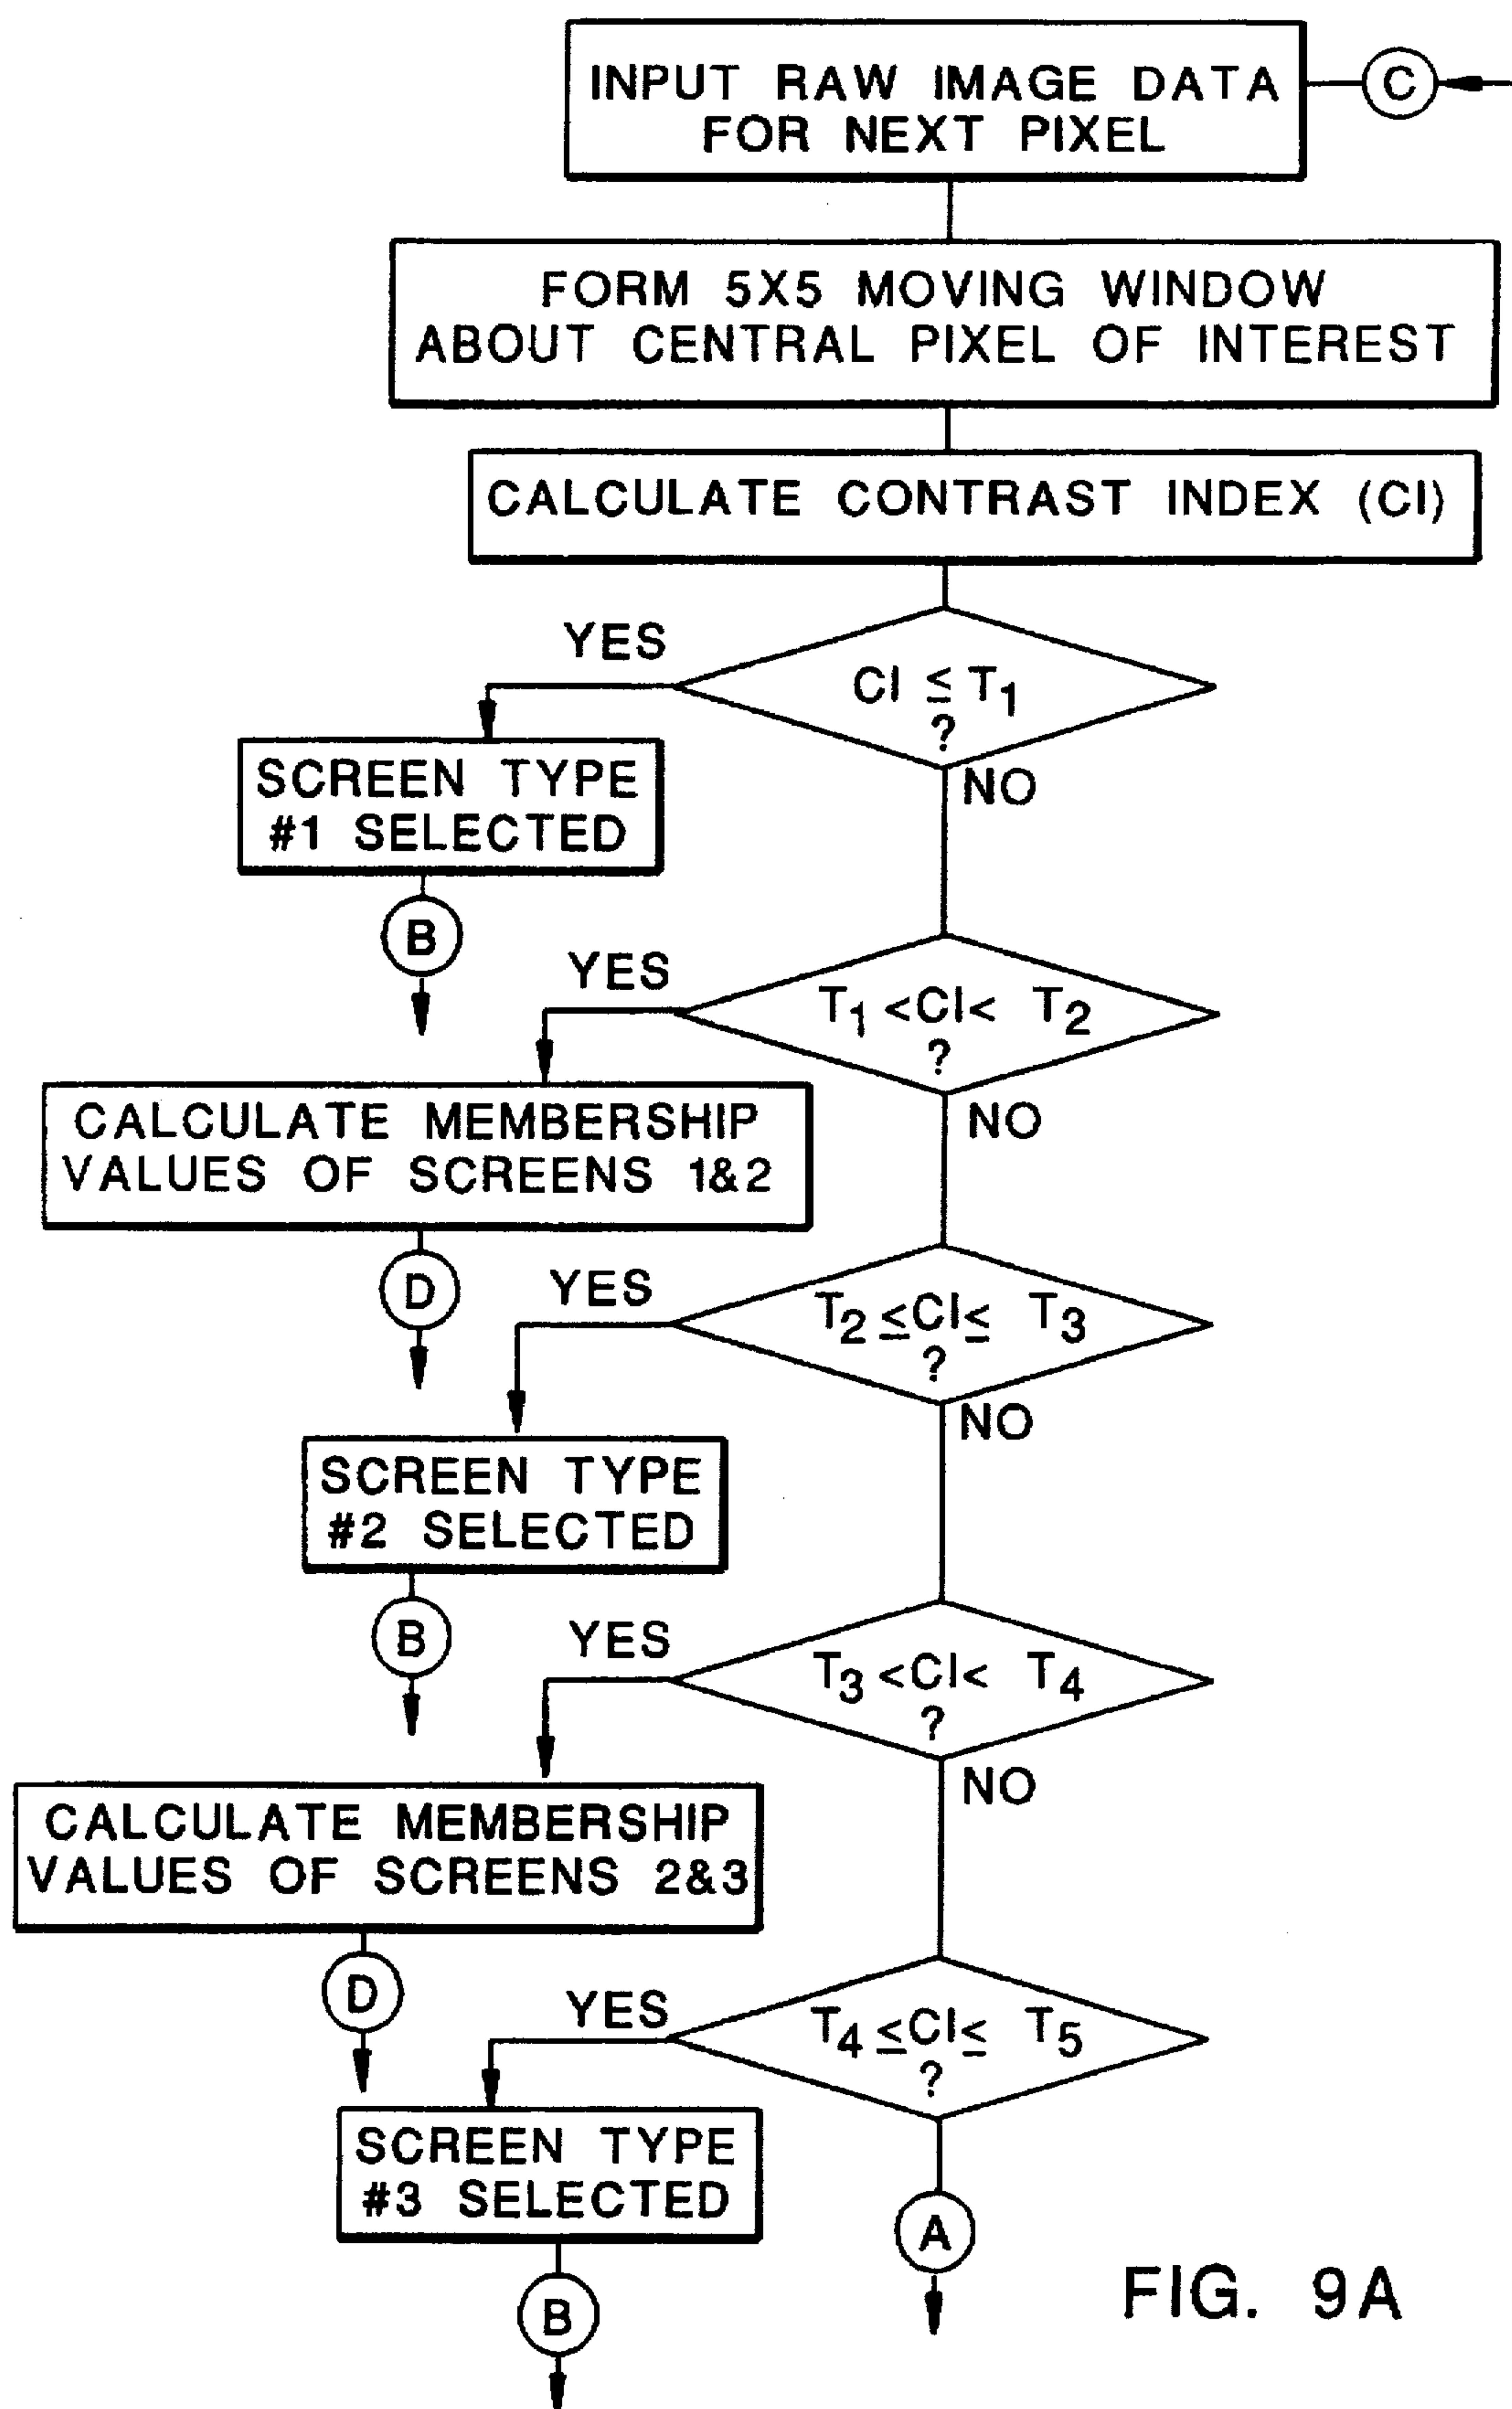 INPUT RAW IMAGE DATA
FOR NEXT PIXEL
C
FORM 5X5 MOVING WINDOW
ABOUT CENTRAL PIXEL OF INTEREST
CALCULATE CONTRAST INDEX (CI)
YES
CI ≤ T1
?
NO
SCREEN TYPE
#1 SELECTED
B
YES
T1 <CI< T2
?
NO
CALCULATE MEMBERSHIP
VALUES OF SCREENS 1&2
D
YES
T2 ≤CI≤ T3
?
NO
SCREEN TYPE
#2 SELECTED
B
YES
T3 <CI< T4
?
NO
CALCULATE MEMBERSHIP
VALUES OF SCREENS 2&3
D
YES
T4 ≤CI≤ T5
?
SCREEN TYPE
#3 SELECTED
A
B
FIG. 9A